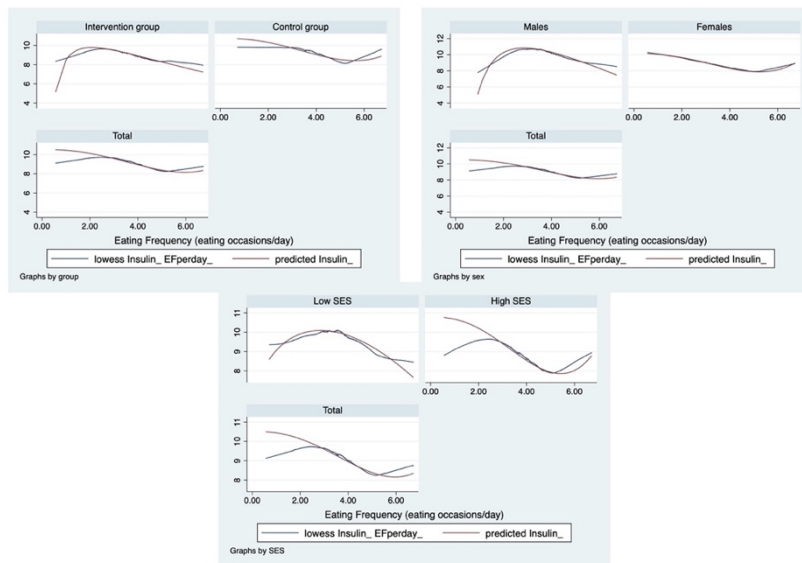 Intervention group
Control group
10
8
6
4
0.00 2.00 4.00 6.00
Total
10
8
6
4
0.00 2.00 4.00 6.00
Eating Frequency (eating occasions/day)
lowess Insulin_ EFperday_ predicted Insulin_
Graphs by group
Males
Females
12
10
8
6
4
0.00 2.00 4.00 6.00
Total
12
10
8
6
4
0.00 2.00 4.00 6.00
Eating Frequency (eating occasions/day)
lowess Insulin_ EFperday_ predicted Insulin_
Graphs by sex
Low SES
High SES
11
10
9
8
0.00 2.00 4.00 6.00
Total
11
10
9
8
0.00 2.00 4.00 6.00
Eating Frequency (eating occasions/day)
lowess Insulin_ EFperday_ predicted Insulin_
Graphs by SES